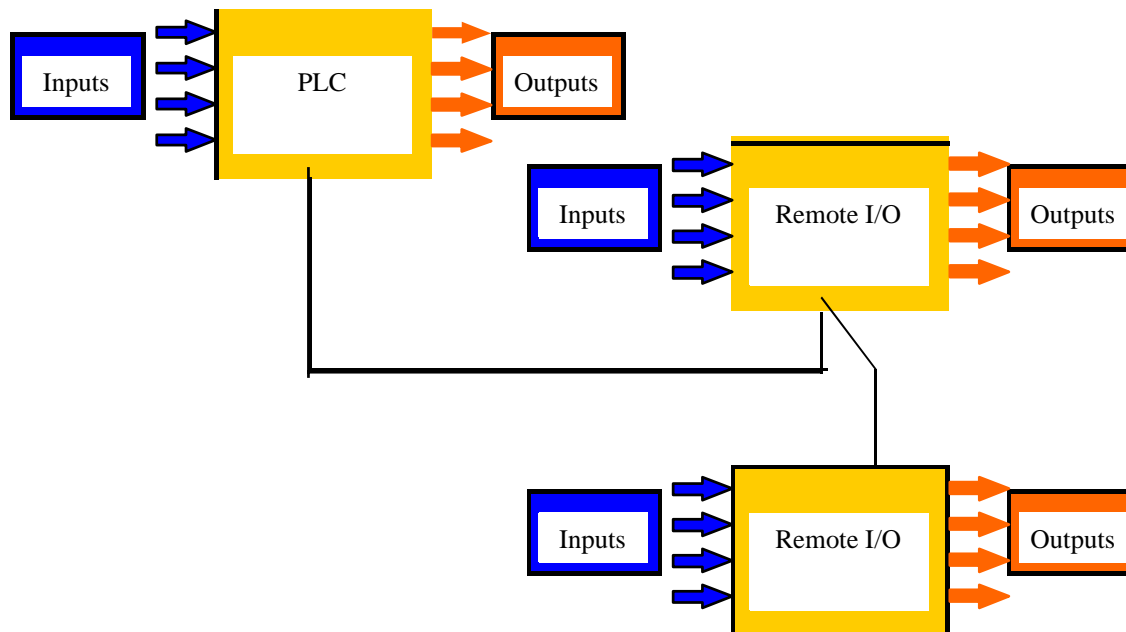 Inputs
PLC
Outputs
Inputs
Remote I/O
Outputs
Inputs
Remote I/O
Outputs